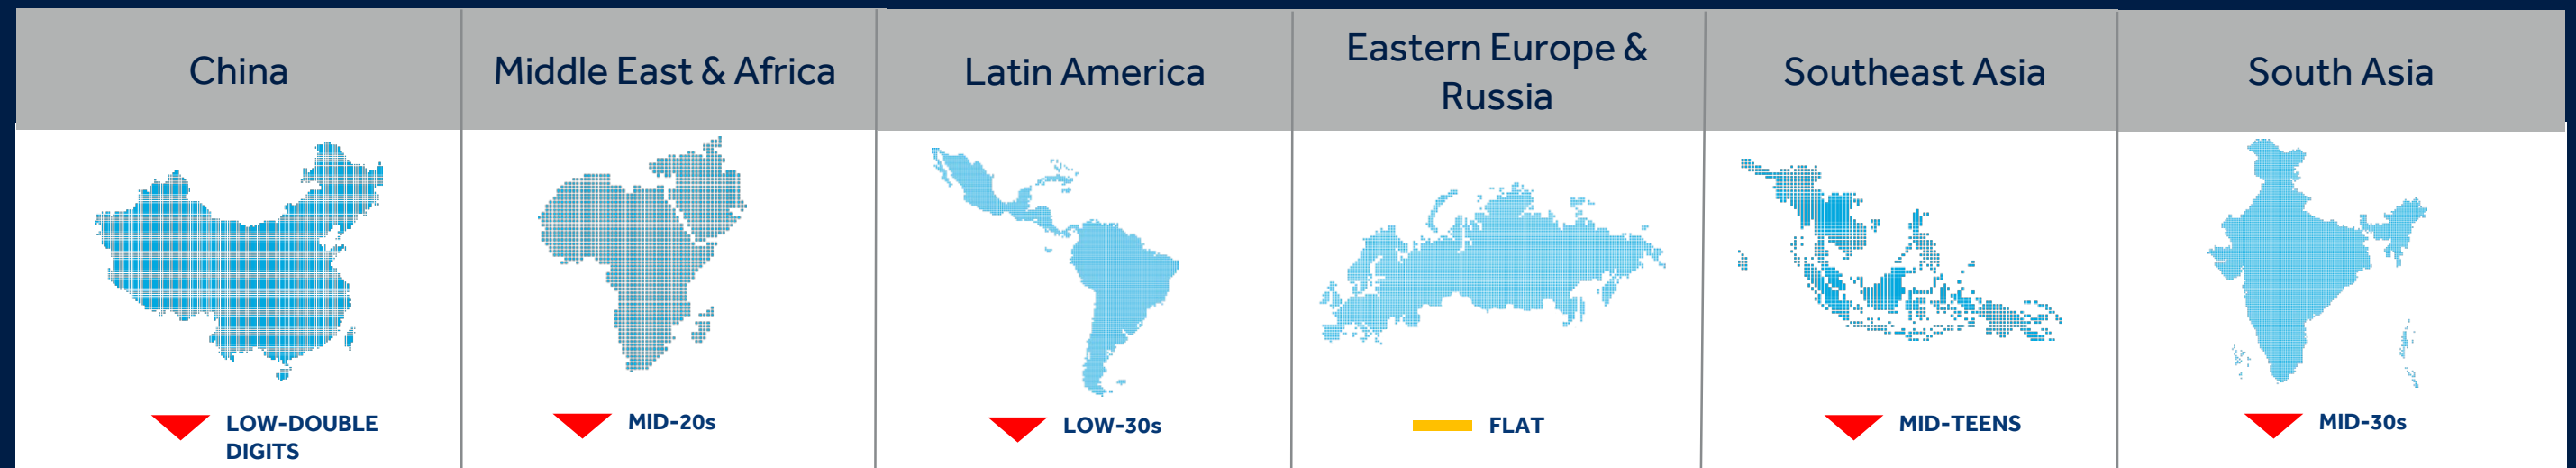 China
Middle East & Africa
Latin America
Eastern Europe &
Russia
Southeast Asia
South Asia
LOW-DOUBLE
DIGITS
MID-20s
LOW-30s
FLAT
MID-TEENS
MID-30s